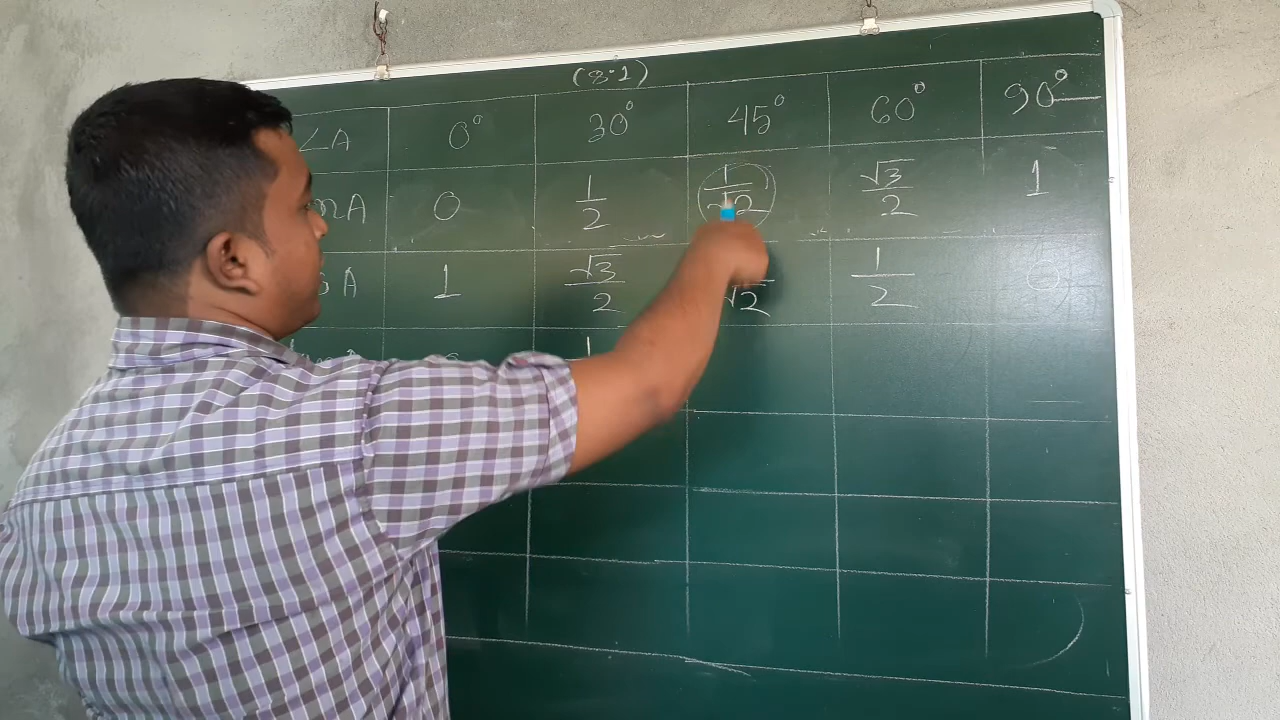 (8.1)
∠A 0° 30° 45° 60° 90°
A 0 1/2 1/√2 √3/2 1
A 1 √3/2 √2 1/2 0